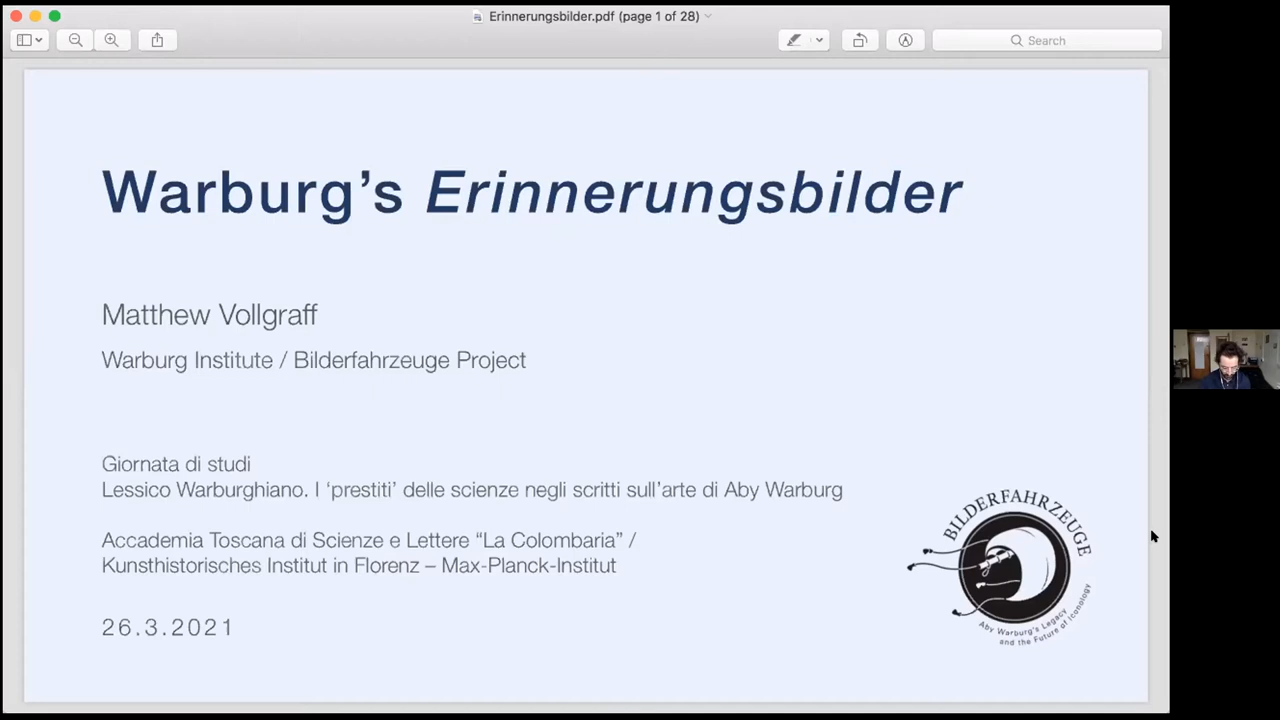 Erinnerungsbilder.pdf (page 1 of 28)
Search
Warburg's Erinnerungsbilder
Matthew Vollgraff
Warburg Institute / Bilderfahrzeuge Project
Giornata di studi
Lessico Warburghiano. I ‘prestiti’ delle scienze negli scritti sull’arte di Aby Warburg
Accademia Toscana di Scienze e Lettere “La Colombaria” /
Kunsthistorisches Institut in Florenz – Max-Planck-Institut
26.3.2021
BILDERFAHRZEUGE
Aby Warburg's Legacy
and the Future of Iconology